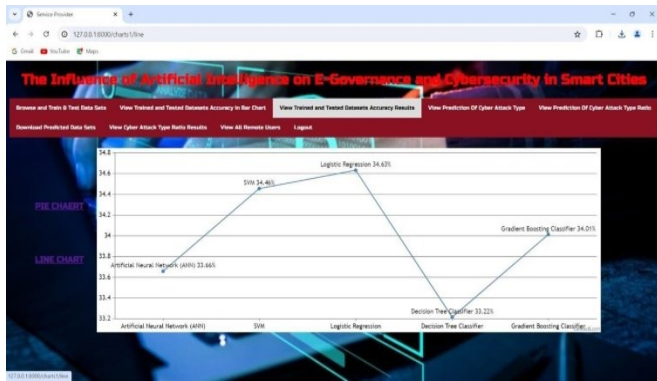 Service Provider
127.0.0.1:8000/charts1/line
Gmail YouTube Maps
The Influence of Artificial Intelligence on E-Governance and Cybersecurity in Smart Cities
Browse and Train & Test Data Sets View Trained and Tested Datasets Accuracy in Bar Chart View Trained and Tested Datasets Accuracy Results View Prediction Of Cyber Attack Type View Prediction Of Cyber Attack Type Ratio
Download Predicted Data Sets View Cyber Attack Type Ratio Results View All Remote Users Logout
PIE CHAERT
LINE CHART
34.8
34.6
34.4
34.2
34
33.8
33.6
33.4
33.2
Logistic Regression 34.63%
SVM 34.46%
Gradient Boosting Classifier 34.01%
Artificial Neural Network (ANN) 33.66%
Decision Tree Classifier 33.22%
Artificial Neural Network (ANN) SVM Logistic Regression Decision Tree Classifier Gradient Boosting Classifier
127.0.0.1:8000/charts1/line